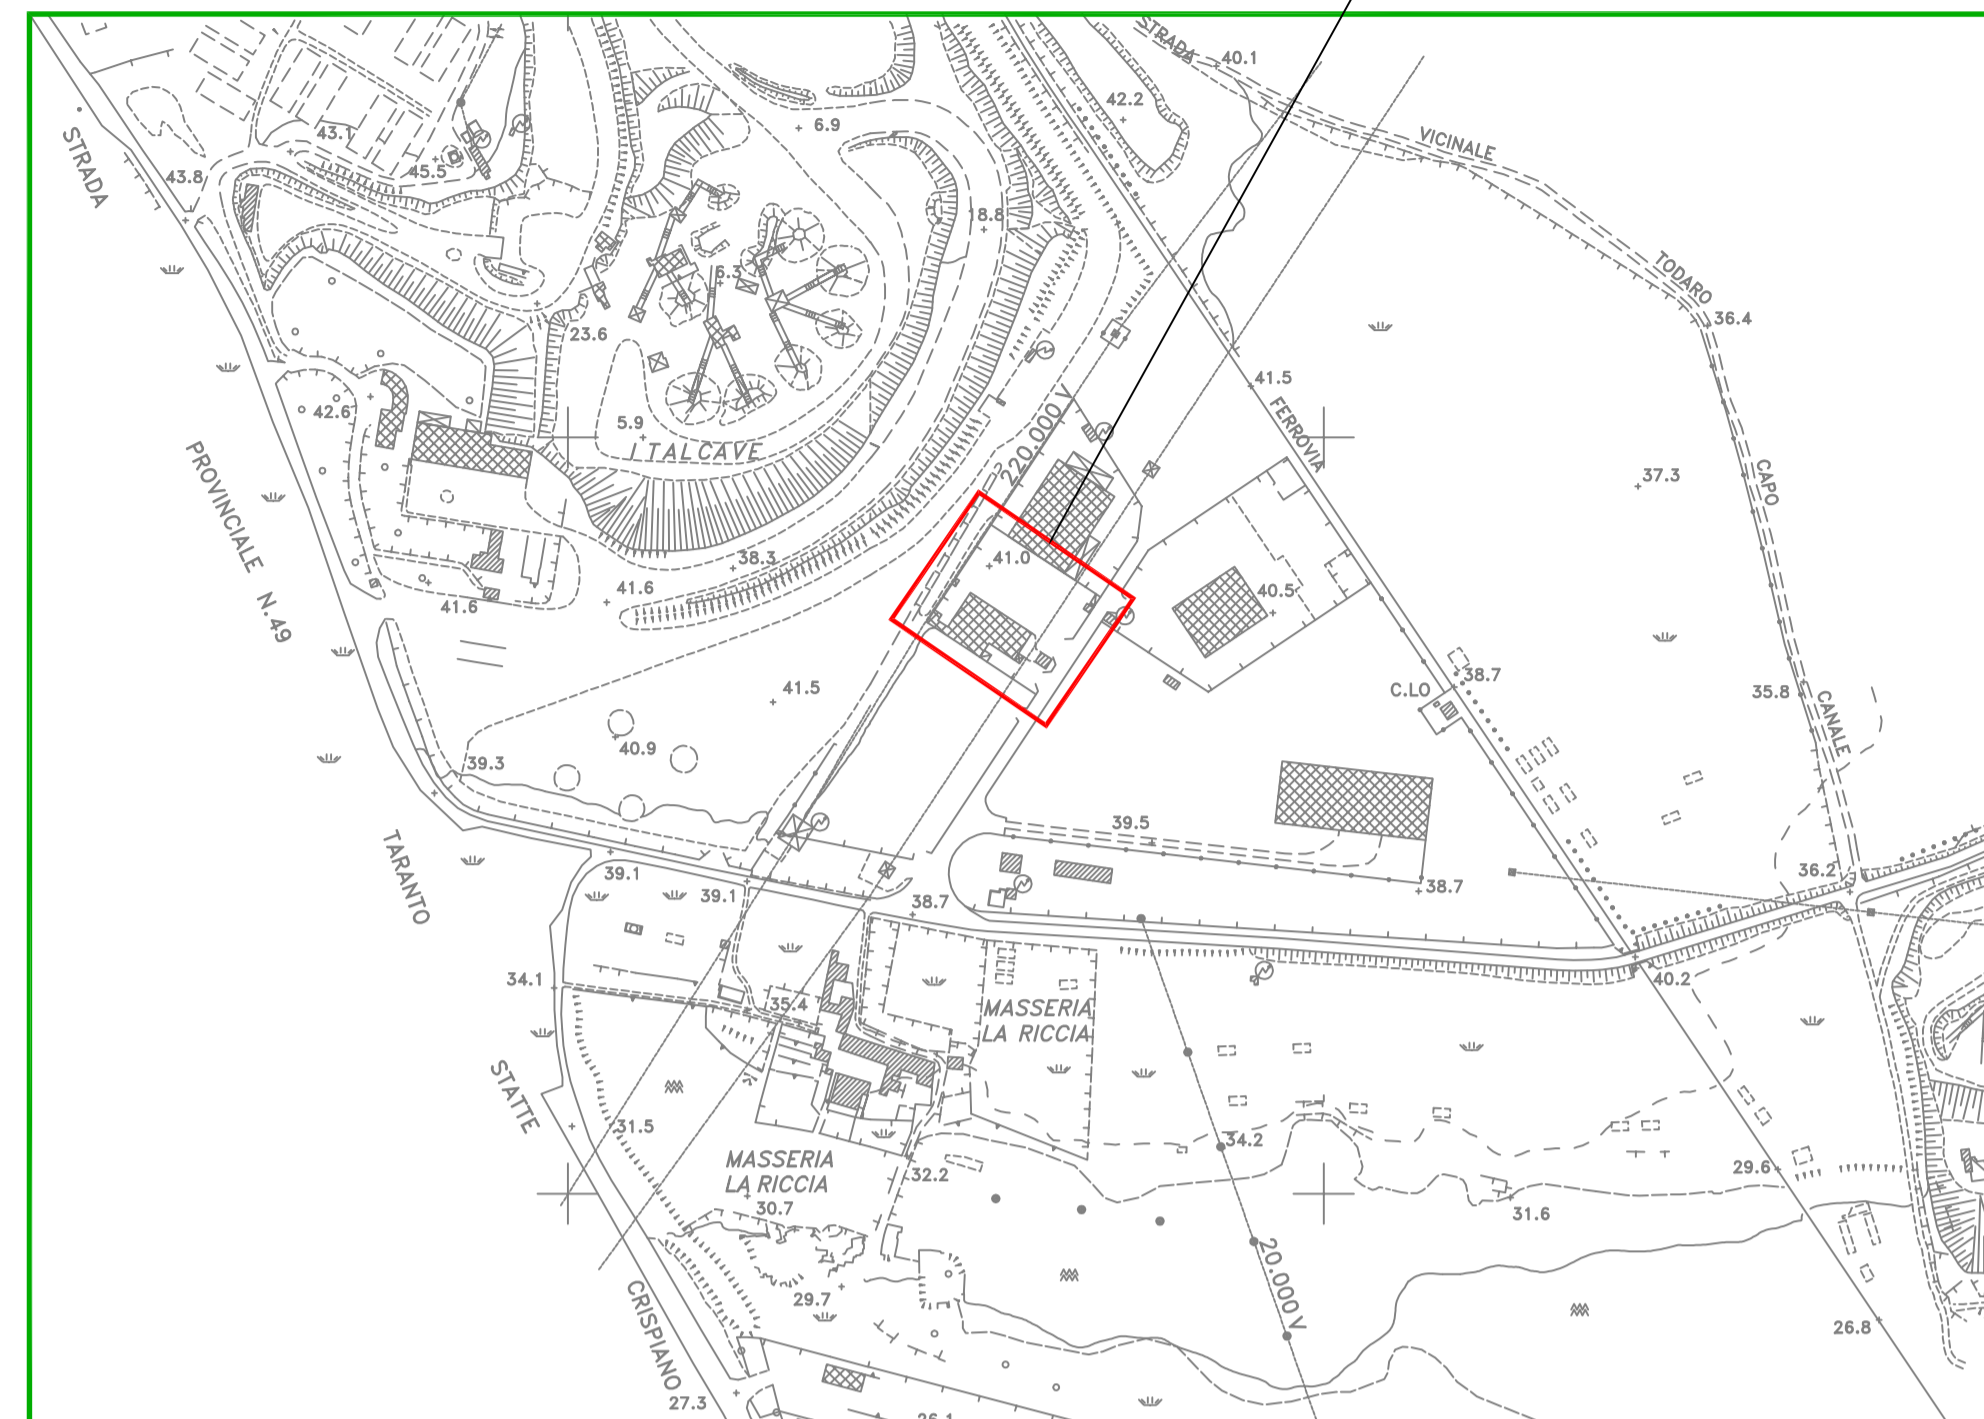 STRADA
40.1
42.2
VICINALE
6.9
43.1
STRADA
45.5
43.8
18.8
6.3
TODARO
36.4
23.6
41.5
FERROVIA
42.6
5.9
ITALCAVE
220.000 V
37.3
CAPO
PROVINCIALE N.49
38.3
41.0
41.6
40.5
41.6
38.7
C.LO
35.8
41.5
CANALE
40.9
39.3
39.5
TARANTO
39.1
39.1
38.7
38.7
36.2
34.1
35.4
MASSERIA
LA RICCIA
40.2
STATTE
31.5
34.2
MASSERIA
LA RICCIA
32.2
29.6
30.7
31.6
20.000 V
29.7
CRISPIANO
26.8
27.3
26.1